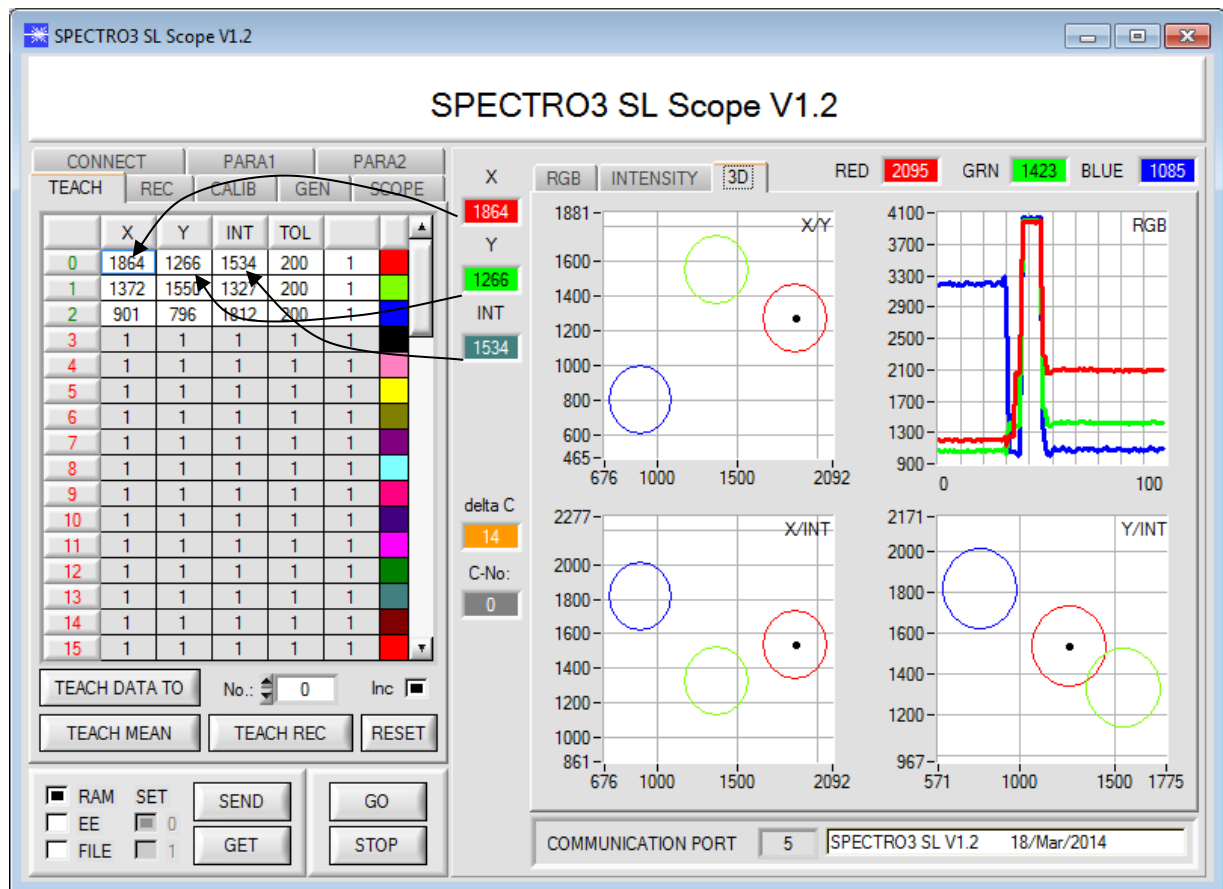 SPECTRO3 SL Scope V1.2
SPECTRO3 SL Scope V1.2
CONNECT PARA1 PARA2
TEACH REC CALIB GEN SCOPE
X Y INT TOL
0 1864 1266 1534 200 1
1 1372 1550 1327 200 1
2 901 796 1812 200 1
3 1 1 1 1 1
4 1 1 1 1 1
5 1 1 1 1 1
6 1 1 1 1 1
7 1 1 1 1 1
8 1 1 1 1 1
9 1 1 1 1 1
10 1 1 1 1 1
11 1 1 1 1 1
12 1 1 1 1 1
13 1 1 1 1 1
14 1 1 1 1 1
15 1 1 1 1 1
TEACH DATA TO No.: 0 Inc
TEACH MEAN TEACH REC RESET
RAM SET SEND GO
EE 0
FILE 1 GET STOP
X
1864
Y
1266
INT
1534
delta C
14
C-No:
0
RGB INTENSITY 3D
RED 2095 GRN 1423 BLUE 1085
X/Y
1881
1600
1400
1200
1000
800
600
465
676 1000 1500 2092
RGB
4100
3700
3300
2900
2500
2100
1700
1300
900
0 100
X/INT
2277
2000
1800
1600
1400
1200
1000
861
676 1000 1500 2092
Y/INT
2171
2000
1800
1600
1400
1200
967
571 1000 1500 1775
COMMUNICATION PORT 5 SPECTRO3 SL V1.2 18/Mar/2014